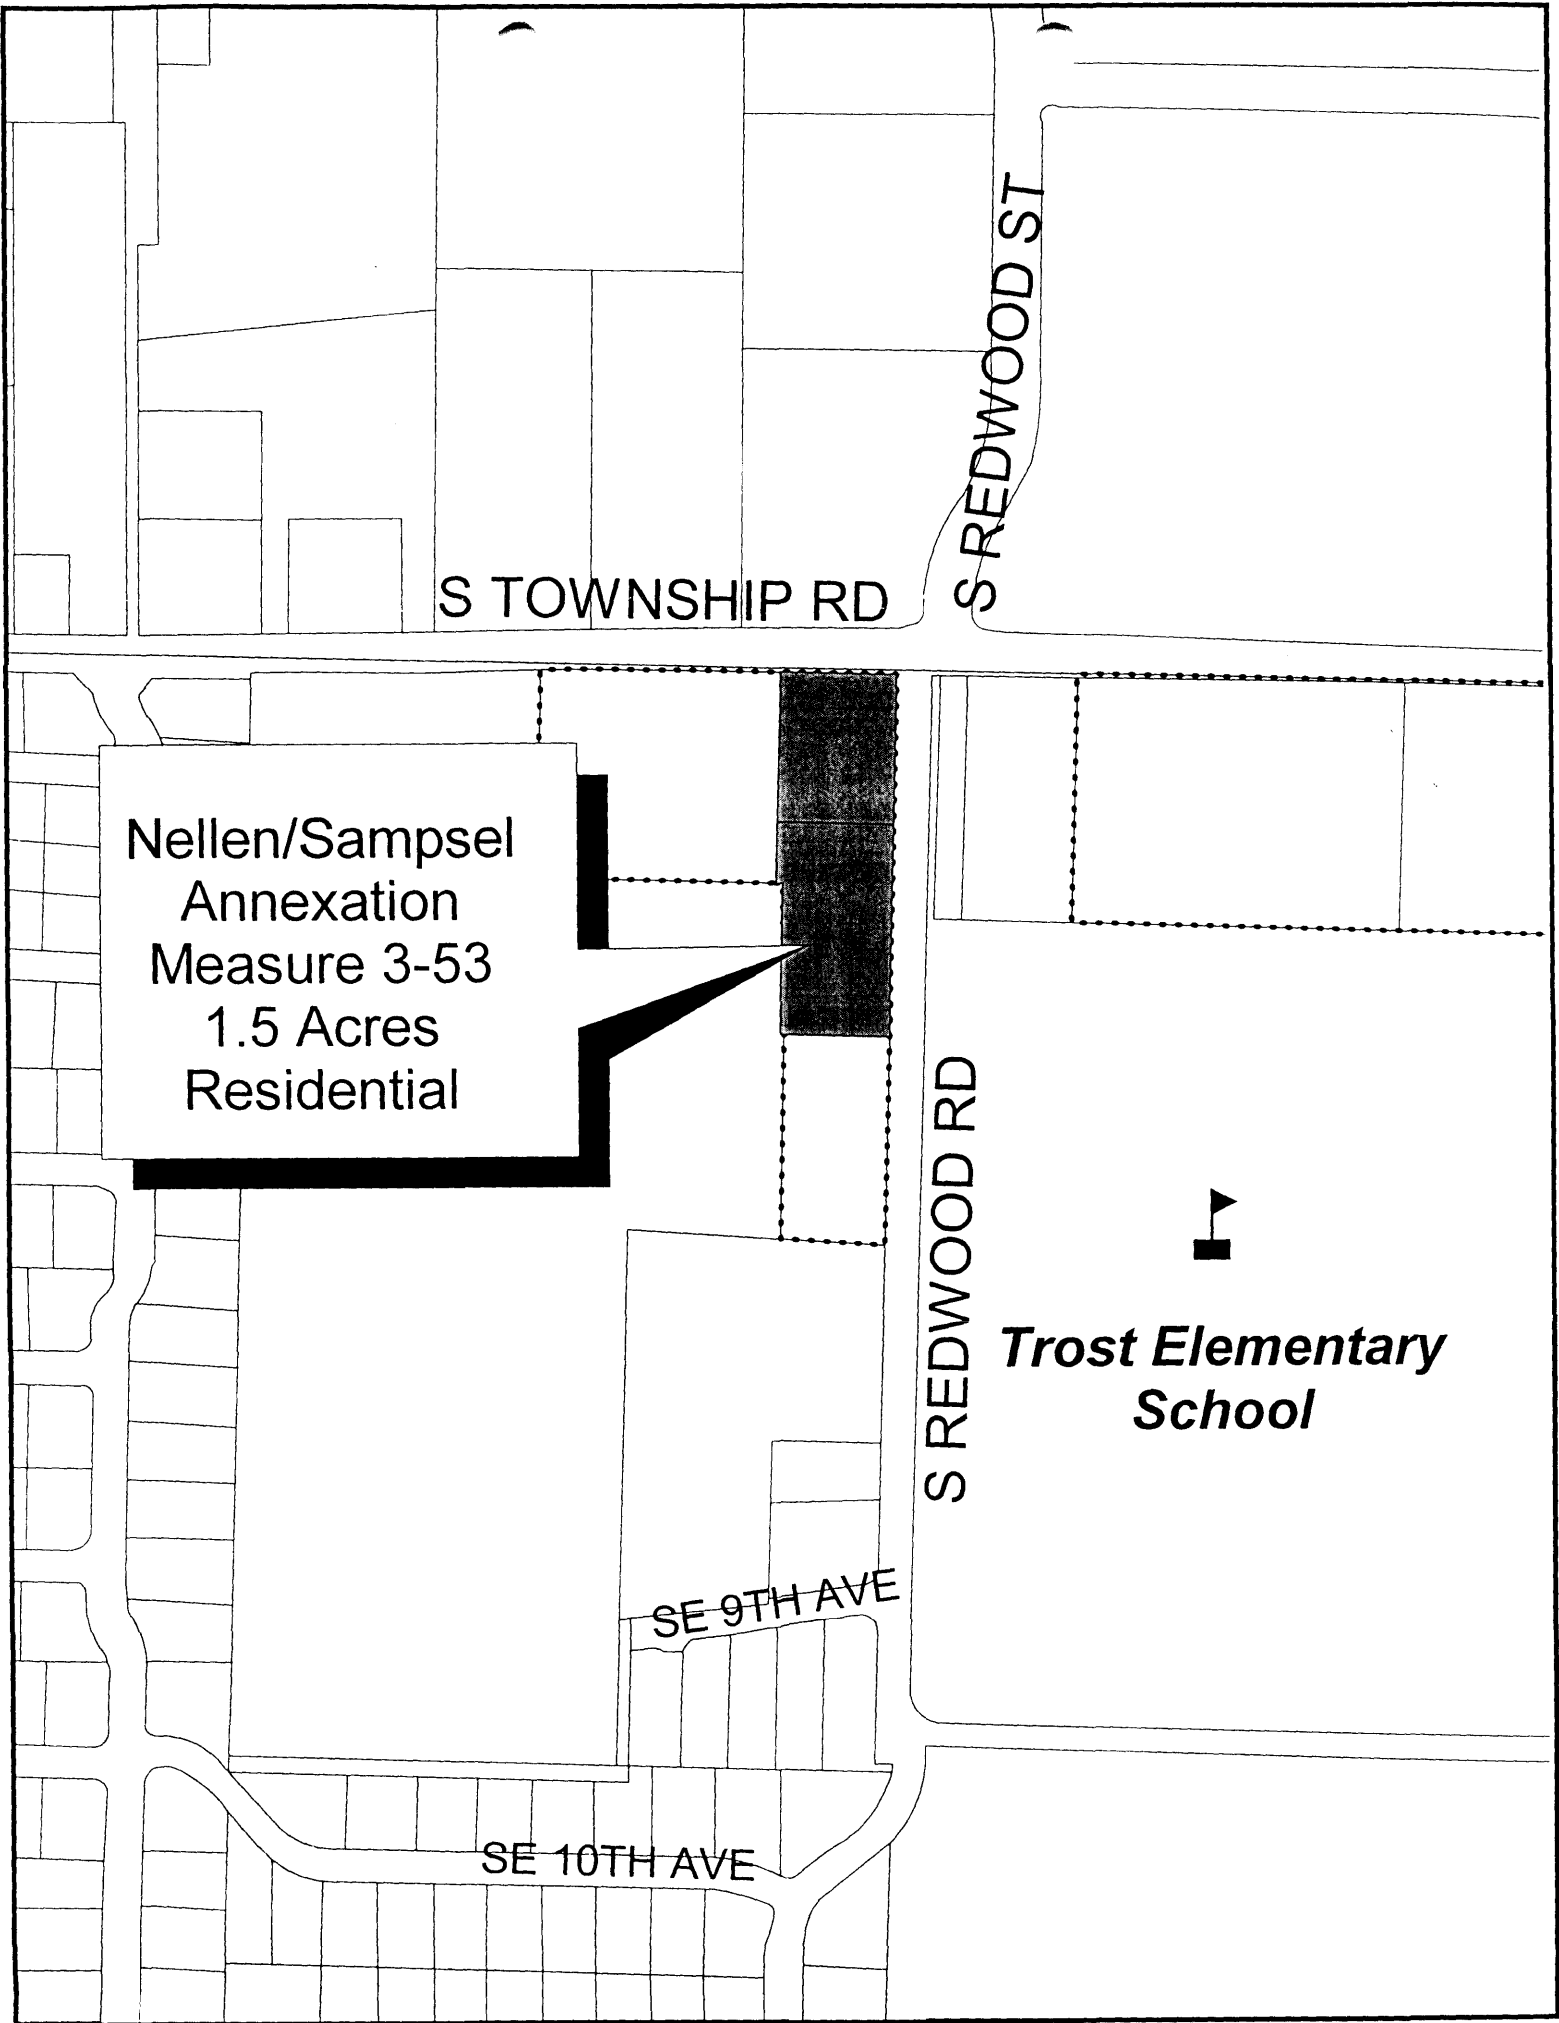 S REDWOOD ST
S TOWNSHIP RD
Nellen/Sampsel
Annexation
Measure 3-53
1.5 Acres
Residential
S REDWOOD RD
Trost Elementary
School
SE 9TH AVE
SE 10TH AVE